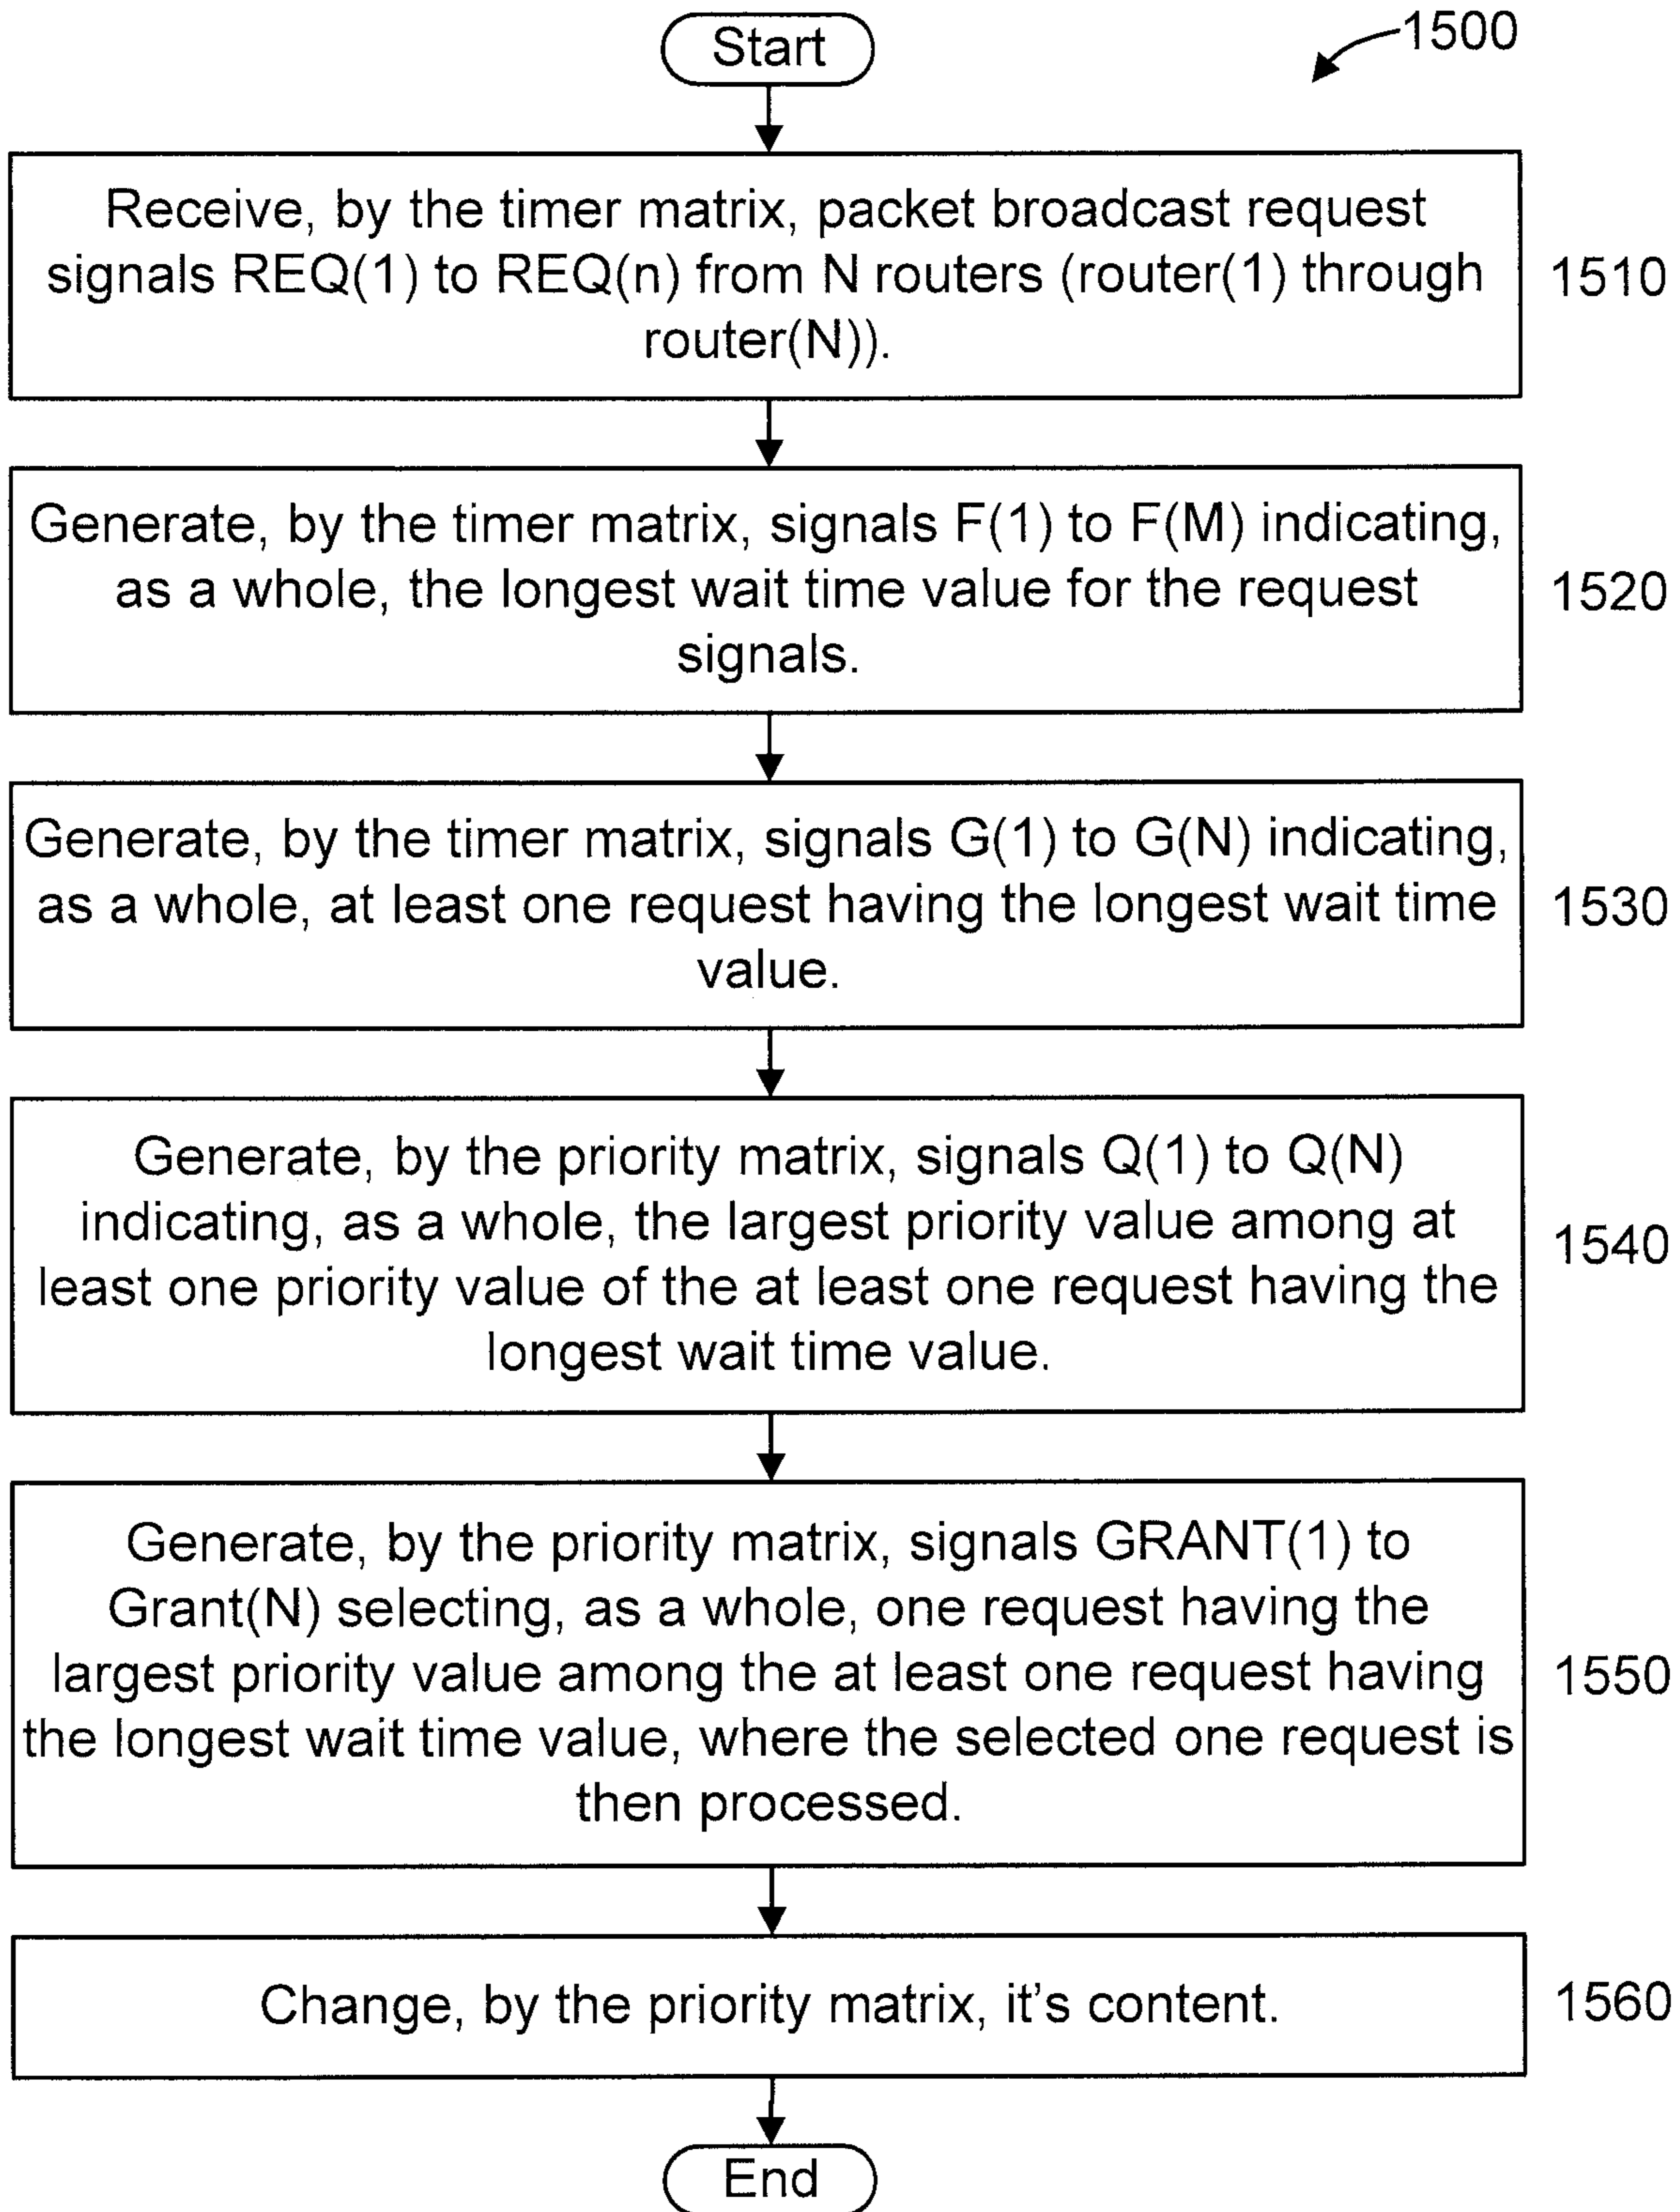 Start
1500
Receive, by the timer matrix, packet broadcast request
signals REQ(1) to REQ(n) from N routers (router(1) through
router(N)).
1510
Generate, by the timer matrix, signals F(1) to F(M) indicating,
as a whole, the longest wait time value for the request
signals.
1520
Generate, by the timer matrix, signals G(1) to G(N) indicating,
as a whole, at least one request having the longest wait time
value.
1530
Generate, by the priority matrix, signals Q(1) to Q(N)
indicating, as a whole, the largest priority value among at
least one priority value of the at least one request having the
longest wait time value.
1540
Generate, by the priority matrix, signals GRANT(1) to
Grant(N) selecting, as a whole, one request having the
largest priority value among the at least one request having
the longest wait time value, where the selected one request is
then processed.
1550
Change, by the priority matrix, it's content.
1560
End